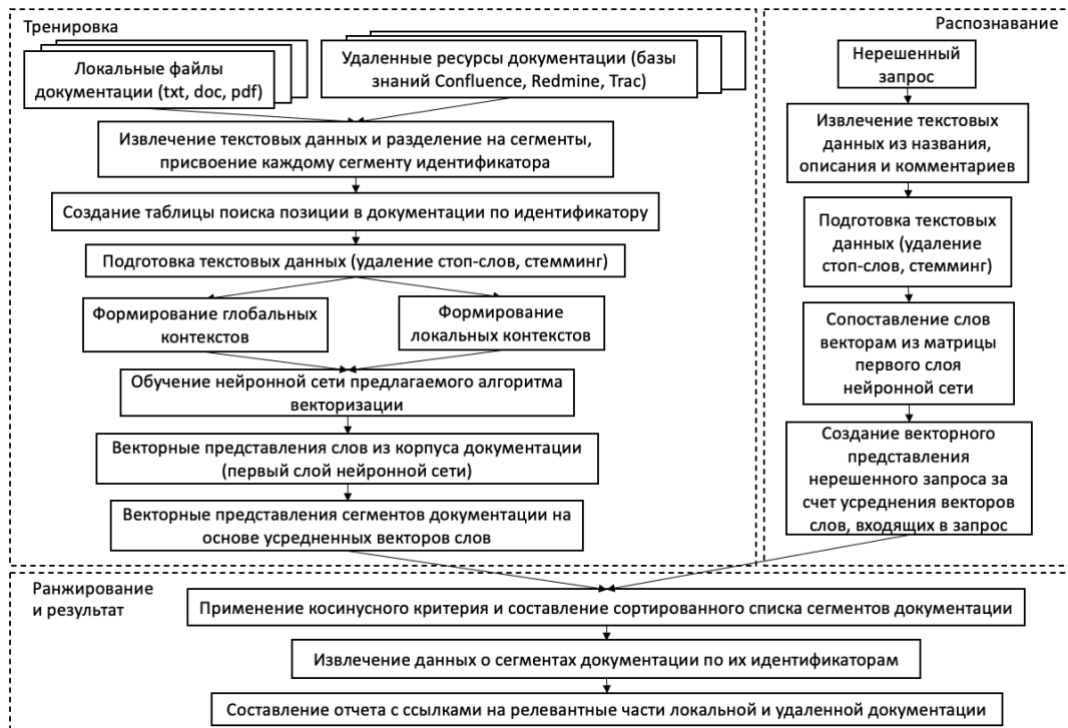 Тренировка
Локальные файлы
документации (txt, doc, pdf)
Удаленные ресурсы документации (базы
знаний Confluence, Redmine, Trac)
Извлечение текстовых данных и разделение на сегменты,
присвоение каждому сегменту идентификатора
Создание таблицы поиска позиции в документации по идентификатору
Подготовка текстовых данных (удаление стоп-слов, стемминг)
Формирование глобальных
контекстов
Формирование
локальных контекстов
Обучение нейронной сети предлагаемого алгоритма
векторизации
Векторные представления слов из корпуса документации
(первый слой нейронной сети)
Векторные представления сегментов документации на
основе усредненных векторов слов
Распознавание
Нерешенный
запрос
Извлечение текстовых
данных из названия,
описания и комментариев
Подготовка текстовых
данных (удаление
стоп-слов, стемминг)
Сопоставление слов
векторам из матрицы
первого слоя
нейронной сети
Создание векторного
представления
нерешенного запроса за
счет усреднения векторов
слов, входящих в запрос
Ранжирование
и результат
Применение косинусного критерия и составление сортированного списка сегментов документации
Извлечение данных о сегментах документации по их идентификаторам
Составление отчета с ссылками на релевантные части локальной и удаленной документации